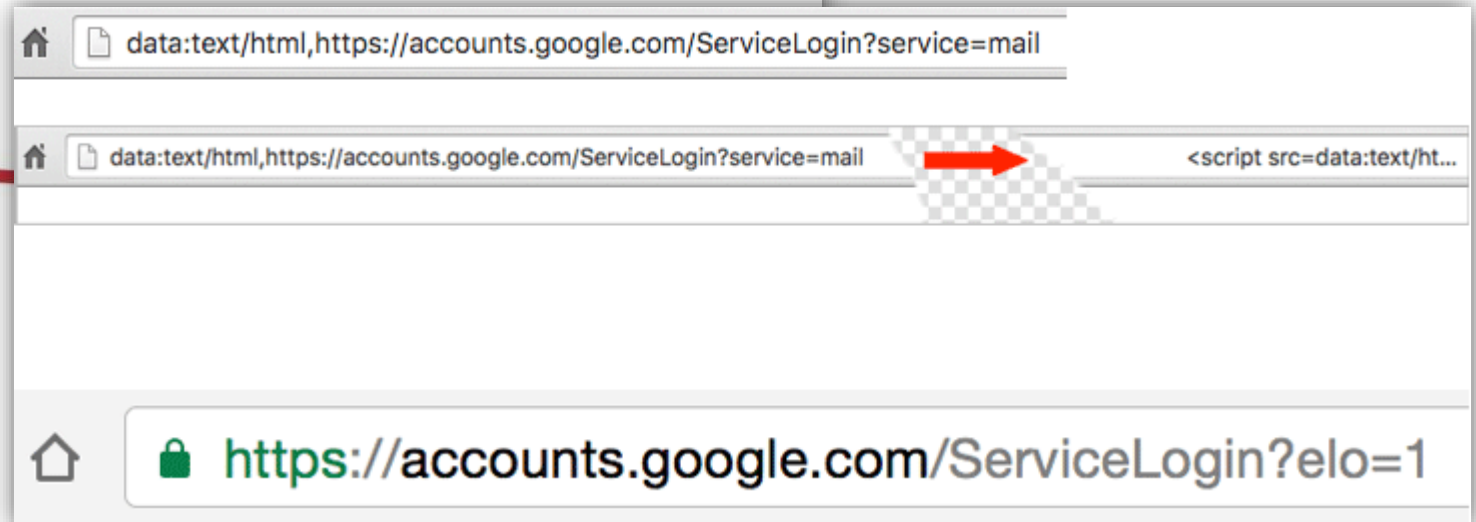 data:text/html,https://accounts.google.com/ServiceLogin?service=mail
data:text/html,https://accounts.google.com/ServiceLogin?service=mail <script src=data:text/ht...
https://accounts.google.com/ServiceLogin?elo=1